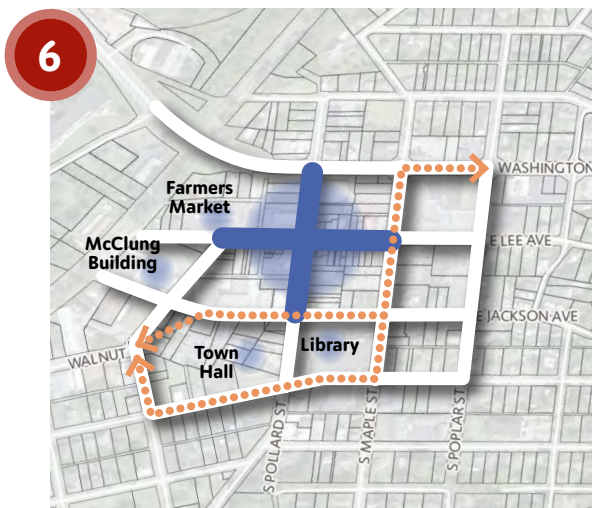 6
WASHINGTON
Farmers
Market
E LEE AVE
McClung
Building
E JACKSON AVE
WALNUT
Town
Hall
Library
S POLLARD ST
S MAPLE ST
S POPLAR ST